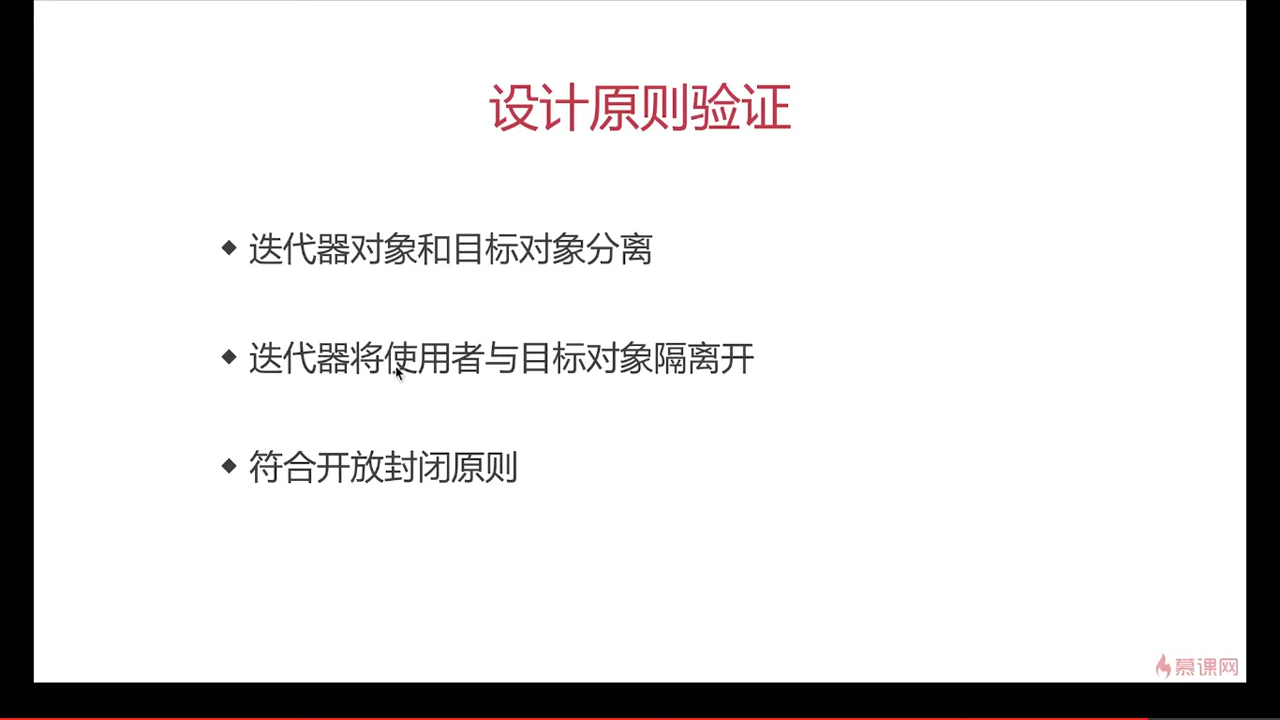 设计原则验证
迭代器对象和目标对象分离
迭代器将使用者与目标对象隔离开
符合开放封闭原则
慕课网